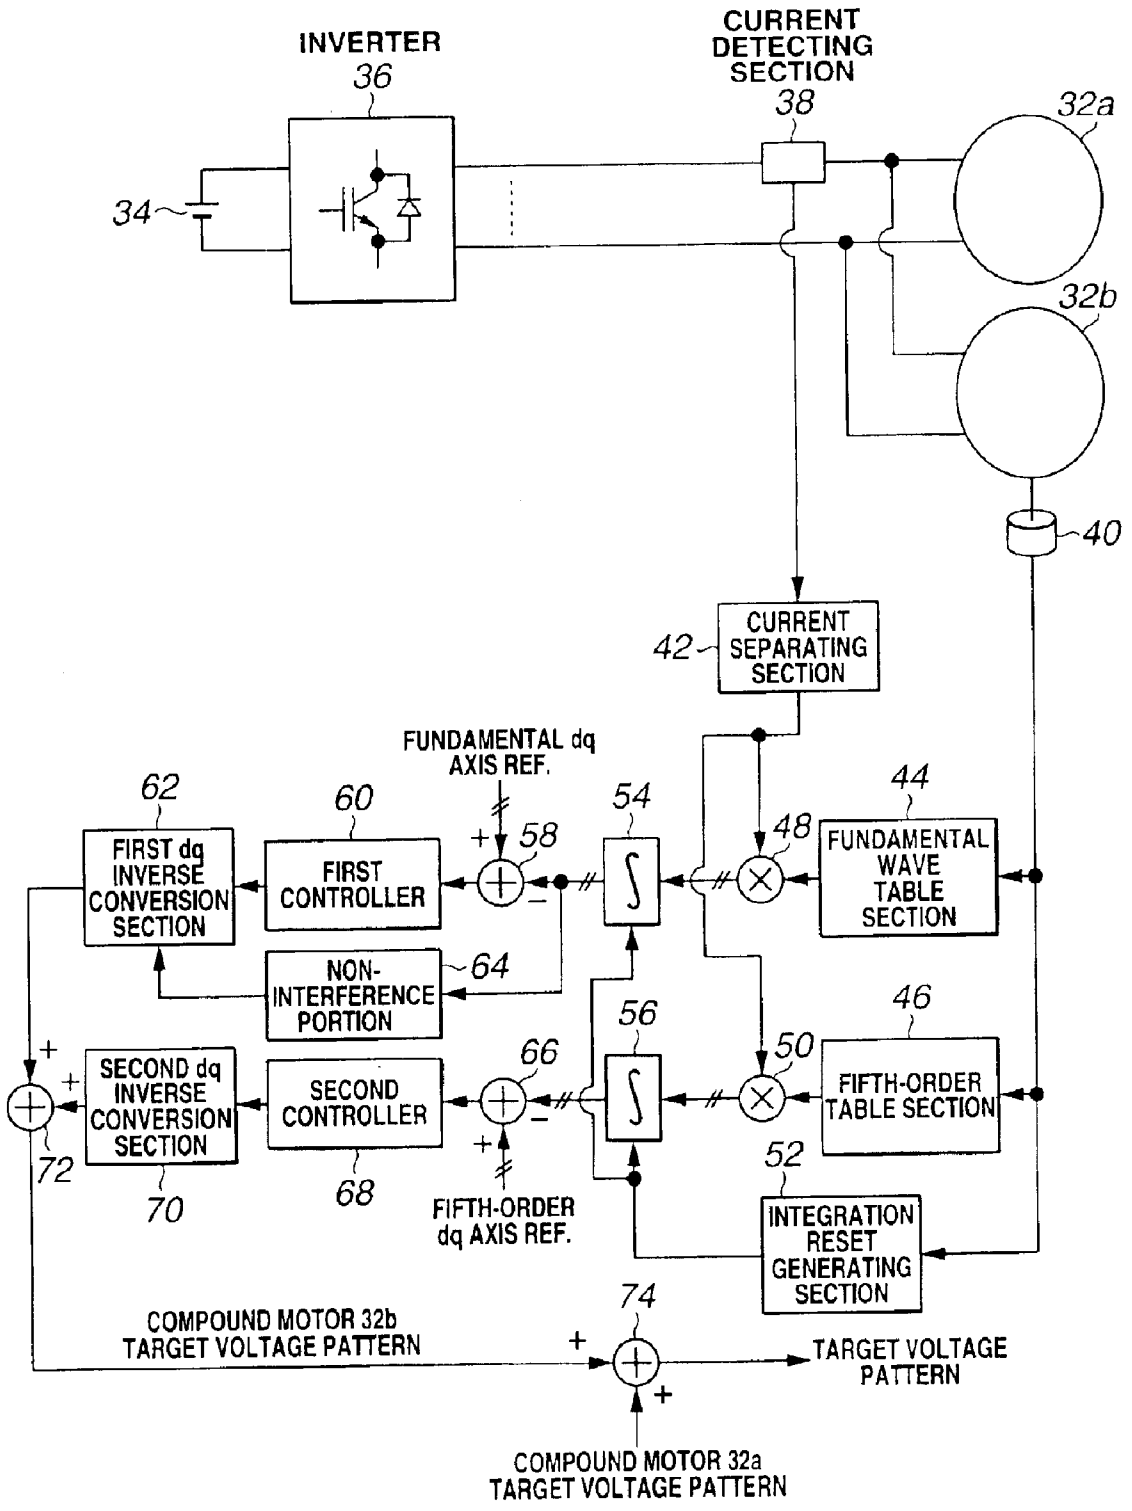 INVERTER
36
CURRENT
DETECTING
SECTION
38
32a
34
32b
40
42
CURRENT
SEPARATING
SECTION
FUNDAMENTAL dq
AXIS REF.
62
60
54
44
58
48
FIRST dq
INVERSE
CONVERSION
SECTION
FIRST
CONTROLLER
+
+
−
∫
×
FUNDAMENTAL
WAVE
TABLE
SECTION
NON-
INTERFERENCE
PORTION
64
56
46
66
50
+
+
+
SECOND dq
INVERSE
CONVERSION
SECTION
SECOND
CONTROLLER
+
−
+
∫
×
FIFTH-ORDER
TABLE SECTION
72
70
68
52
FIFTH-ORDER
dq AXIS REF.
INTEGRATION
RESET
GENERATING
SECTION
74
COMPOUND MOTOR 32b
TARGET VOLTAGE PATTERN
+
+
+
TARGET VOLTAGE
PATTERN
COMPOUND MOTOR 32a
TARGET VOLTAGE PATTERN